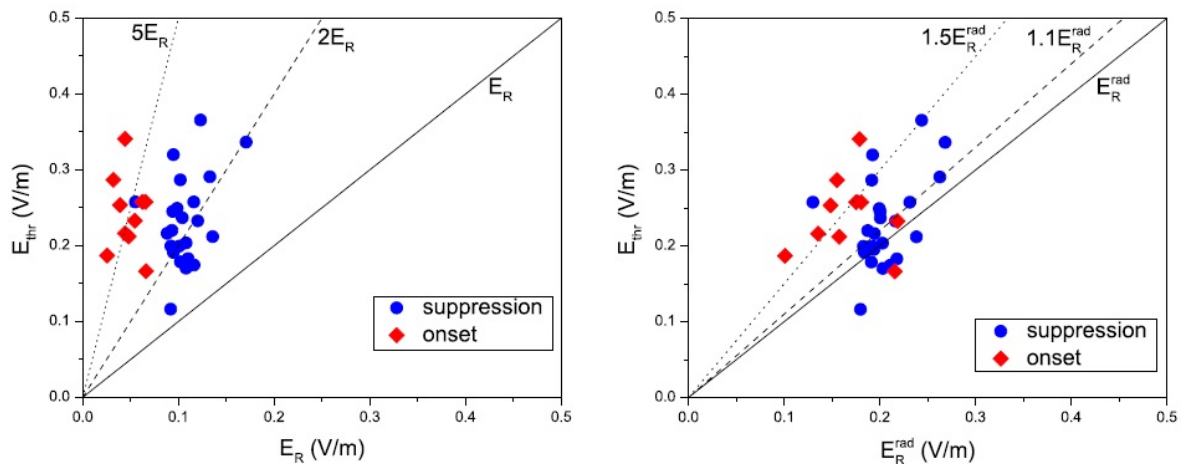 0.5
0.4
0.3
0.2
0.1
0.0
E_thr (V/m)
5E_R
2E_R
E_R
suppression
onset
0.0 0.1 0.2 0.3 0.4 0.5
E_R (V/m)
0.5
0.4
0.3
0.2
0.1
0.0
E_thr (V/m)
1.5E_R^rad
1.1E_R^rad
E_R^rad
suppression
onset
0.0 0.1 0.2 0.3 0.4 0.5
E_R^rad (V/m)